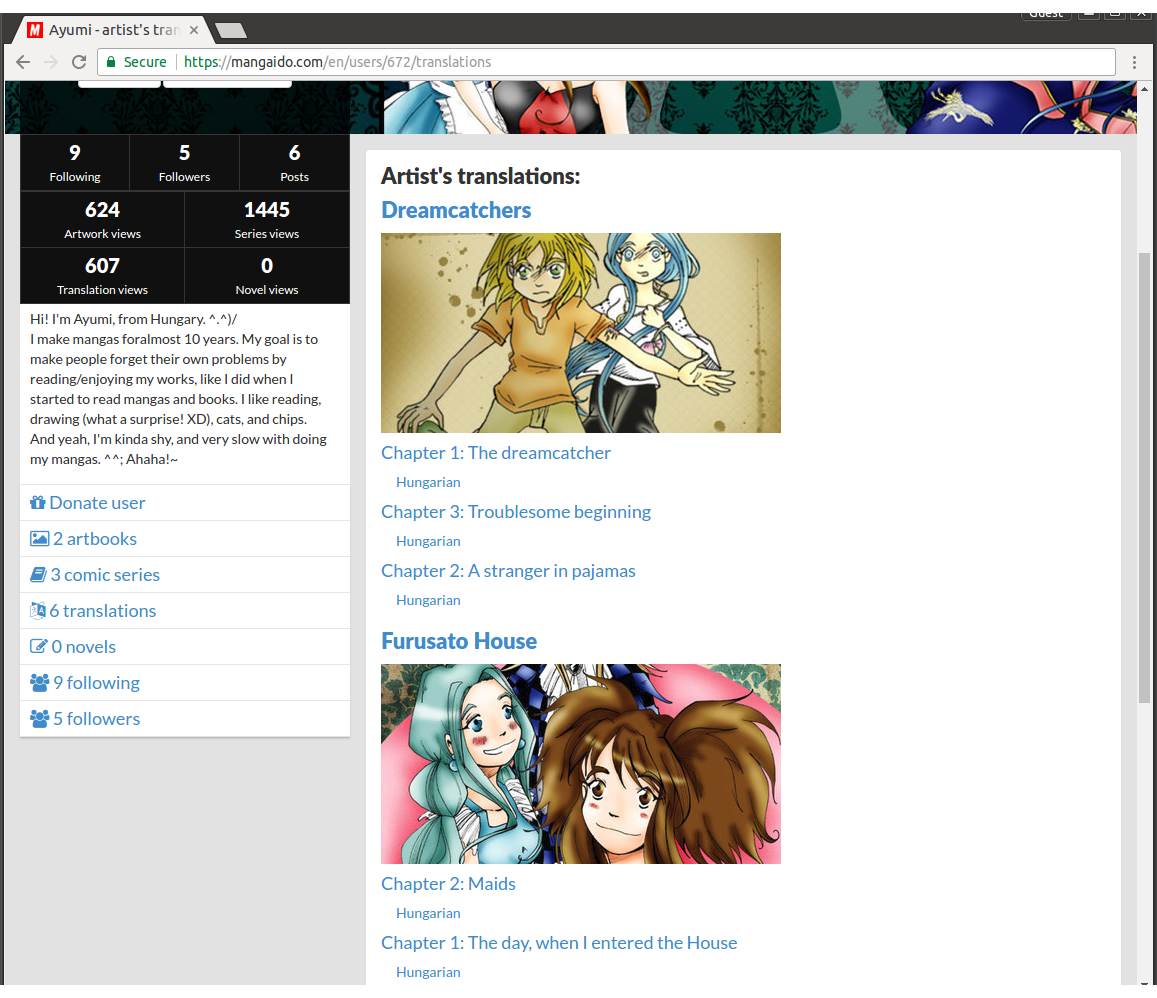 Guest
Ayumi - artist's tran
Secure
https://mangaido.com/en/users/672/translations
9
Following
5
Followers
6
Posts
624
Artwork views
1445
Series views
607
Translation views
0
Novel views
Hi! I'm Ayumi, from Hungary. ^.^)/
I make mangas foralmost 10 years. My goal is to
make people forget their own problems by
reading/enjoying my works, like I did when I
started to read mangas and books. I like reading,
drawing (what a surprise! XD), cats, and chips.
And yeah, I'm kinda shy, and very slow with doing
my mangas. ^^; Ahaha!~
Donate user
2 artbooks
3 comic series
6 translations
0 novels
9 following
5 followers
Artist's translations:
Dreamcatchers
Chapter 1: The dreamcatcher
Hungarian
Chapter 3: Troublesome beginning
Hungarian
Chapter 2: A stranger in pajamas
Hungarian
Furusato House
Chapter 2: Maids
Hungarian
Chapter 1: The day, when I entered the House
Hungarian